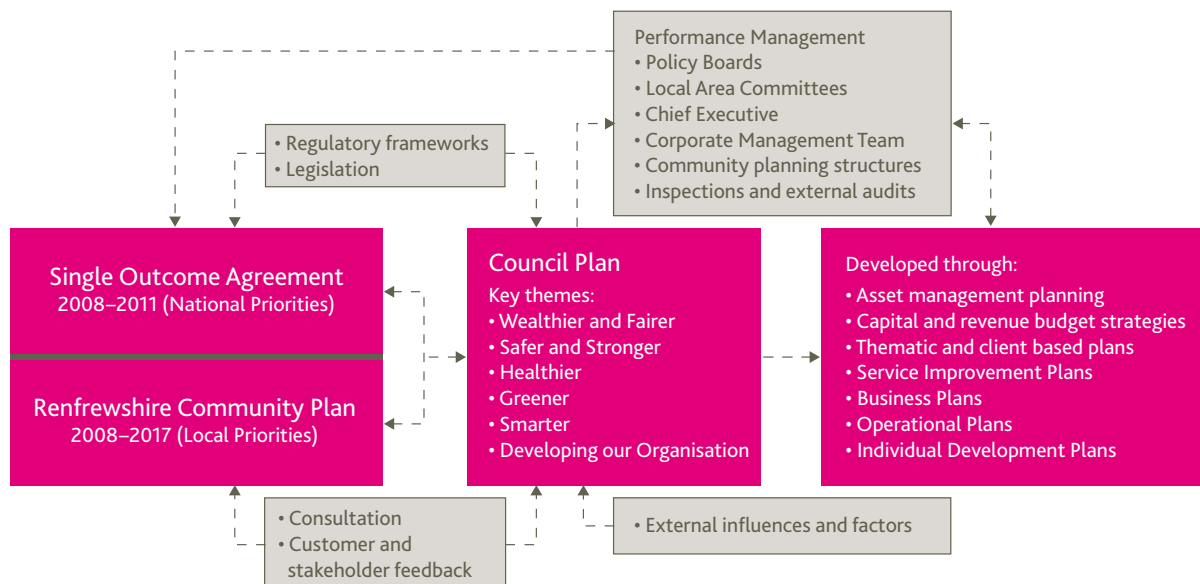 Performance Management
• Policy Boards
• Local Area Committees
• Chief Executive
• Corporate Management Team
• Community planning structures
• Inspections and external audits
• Regulatory frameworks
• Legislation
Single Outcome Agreement
2008–2011 (National Priorities)
Renfrewshire Community Plan
2008–2017 (Local Priorities)
Council Plan
Key themes:
• Wealthier and Fairer
• Safer and Stronger
• Healthier
• Greener
• Smarter
• Developing our Organisation
Developed through:
• Asset management planning
• Capital and revenue budget strategies
• Thematic and client based plans
• Service Improvement Plans
• Business Plans
• Operational Plans
• Individual Development Plans
• Consultation
• Customer and
stakeholder feedback
• External influences and factors